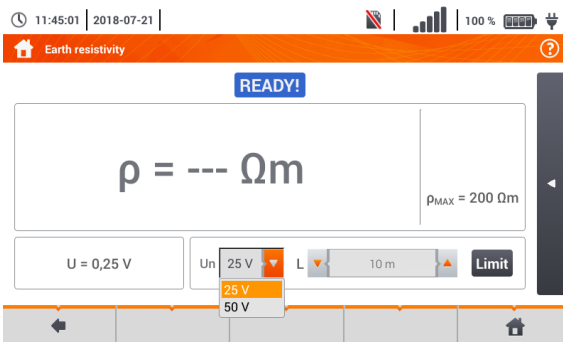 11:45:01 2018-07-21 100 %
Earth resistivity ?
READY!
ρ = --- Ωm
ρMAX = 200 Ωm
U = 0,25 V Un 25 V L 10 m Limit
25 V
50 V